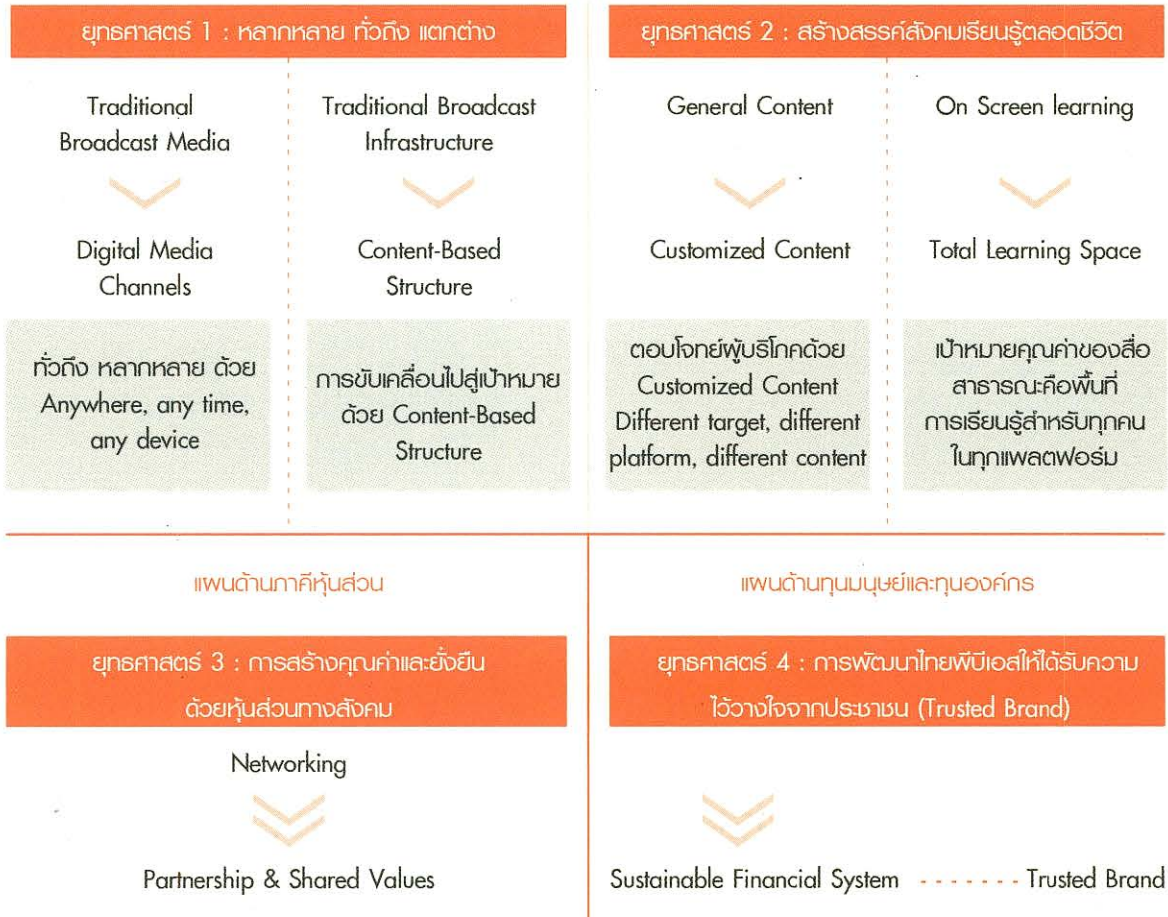 ยุทธศาสตร์ 1 : หลากหลาย ทั่วถึง แตกต่าง
Traditional
Broadcast Media
Digital Media
Channels
ทั่วถึง หลากหลาย ด้วย
Anywhere, any time,
any device
Traditional Broadcast
Infrastructure
Content-Based
Structure
การขับเคลื่อนไปสู่เป้าหมาย
ด้วย Content-Based
Structure
ยุทธศาสตร์ 2 : สร้างสรรค์สังคมเรียนรู้ตลอดชีวิต
General Content
Customized Content
ตอบโจทย์ผู้บริโภคด้วย
Customized Content
Different target, different
platform, different content
On Screen learning
Total Learning Space
เป้าหมายคุณค่าของสื่อ
สาธารณะคือพื้นที่
การเรียนรู้สำหรับทุกคน
ในทุกแพลตฟอร์ม
แผนด้านภาคีหุ้นส่วน
ยุทธศาสตร์ 3 : การสร้างคุณค่าและยั่งยืน
ด้วยหุ้นส่วนทางสังคม
Networking
Partnership & Shared Values
แผนด้านทุนมนุษย์และทุนองค์กร
ยุทธศาสตร์ 4 : การพัฒนาไทยพีบีเอสให้ได้รับความ
ไว้วางใจจากประชาชน (Trusted Brand)
Sustainable Financial System - - - - - - Trusted Brand